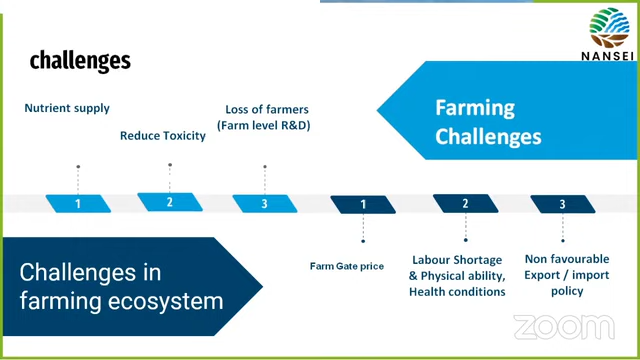 NANSEI
challenges
Farming
Challenges
Nutrient supply
Reduce Toxicity
Loss of farmers
(Farm level R&D)
1
2
3
1
2
3
Farm Gate price
Labour Shortage
& Physical ability,
Health conditions
Non favourable
Export / import
policy
Challenges in
farming ecosystem
zoom